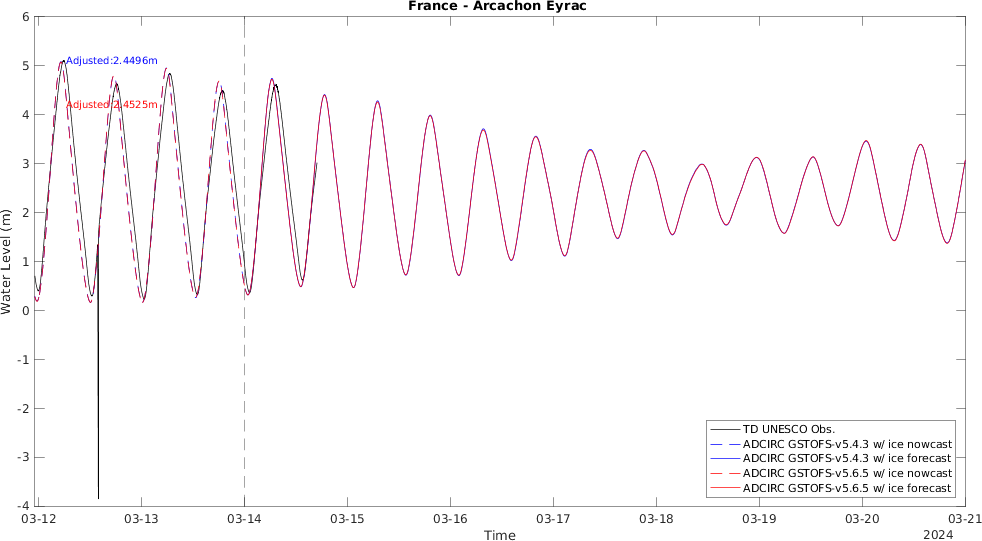 France - Arcachon Eyrac
6
5
4
3
2
1
0
-1
-2
-3
-4
Water Level (m)
Adjusted:2.4496m
Adjusted:2.4525m
TD UNESCO Obs.
ADCIRC GSTOFS-v5.4.3 w/ ice nowcast
ADCIRC GSTOFS-v5.4.3 w/ ice forecast
ADCIRC GSTOFS-v5.6.5 w/ ice nowcast
ADCIRC GSTOFS-v5.6.5 w/ ice forecast
03-12 03-13 03-14 03-15 03-16 03-17 03-18 03-19 03-20 03-21
Time
2024